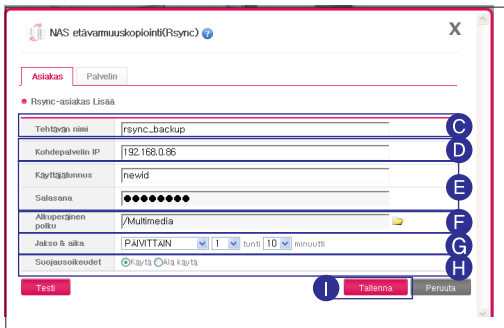 NAS etävarmuuskopiointi(Rsync) ? X
Asiakas Palvelin
Rsync-asiakas Lisää
Tehtävän nimi rsync_backup C
Kohdepalvelin IP 192.168.0.86 D
Käyttäjätunnus newid
E
Salasana
Alkuperäinen polku /Multimedia F
Jakso & aika PÄIVITTÄIN 1 tunti 10 minuutti G
Suojausoikeudet Käytä Älä käytä H
Testi I Tallenna Peruuta